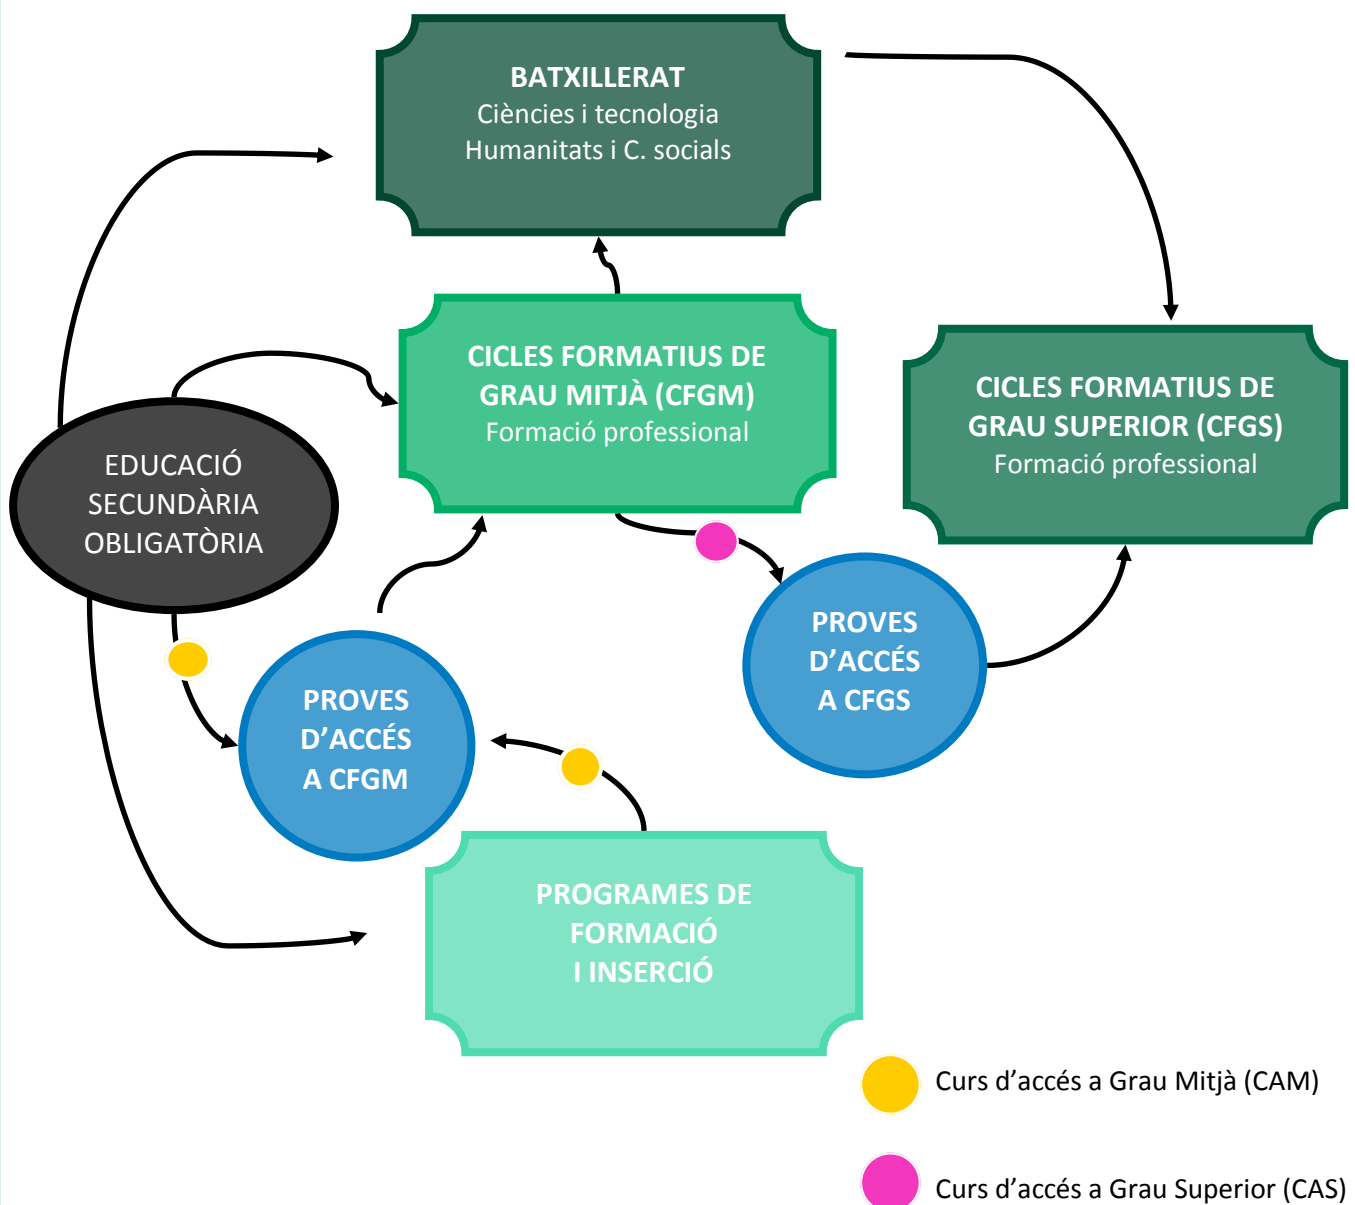 BATXILLERAT
Ciències i tecnologia
Humanitats i C. socials
CICLES FORMATIUS DE
GRAU MITJÀ (CFGM)
Formació professional
CICLES FORMATIUS DE
GRAU SUPERIOR (CFGS)
Formació professional
EDUCACIÓ
SECUNDÀRIA
OBLIGATÒRIA
PROVES
D’ACCÉS
A CFGS
PROVES
D’ACCÉS
A CFGM
PROGRAMES DE
FORMACIÓ
I INSERCIÓ
Curs d’accés a Grau Mitjà (CAM)
Curs d’accés a Grau Superior (CAS)